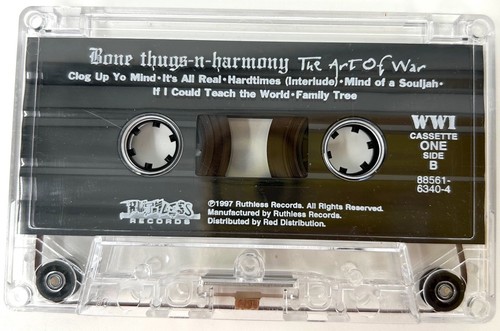 Bone thugs-n-harmony The Art Of War
Clog Up Yo Mind • It's All Real • Hardtimes (Interlude) • Mind of a Souljah •
If I Could Teach the World • Family Tree
WWI
CASSETTE
ONE
SIDE
B
88561-
6340-4
RUTHLESS
RECORDS
℗1997 Ruthless Records. All Rights Reserved.
Manufactured by Ruthless Records.
Distributed by Red Distribution.